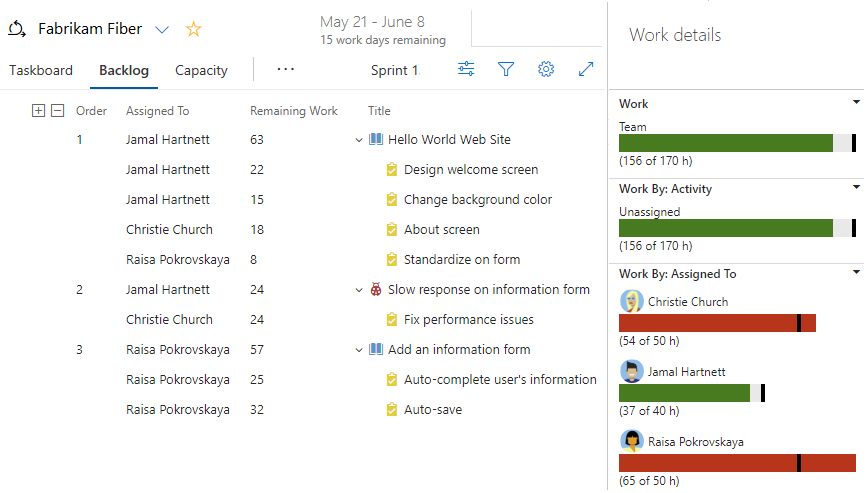 Fabrikam Fiber
May 21 - June 8
15 work days remaining
Taskboard Backlog Capacity ... Sprint 1
Order Assigned To Remaining Work Title
1 Jamal Hartnett 63 Hello World Web Site
Jamal Hartnett 22 Design welcome screen
Jamal Hartnett 15 Change background color
Christie Church 18 About screen
Raisa Pokrovskaya 8 Standardize on form
2 Jamal Hartnett 24 Slow response on information form
Christie Church 24 Fix performance issues
3 Raisa Pokrovskaya 57 Add an information form
Raisa Pokrovskaya 25 Auto-complete user's information
Raisa Pokrovskaya 32 Auto-save
Work details
Work
Team
(156 of 170 h)
Work By: Activity
Unassigned
(156 of 170 h)
Work By: Assigned To
Christie Church
(54 of 50 h)
Jamal Hartnett
(37 of 40 h)
Raisa Pokrovskaya
(65 of 50 h)